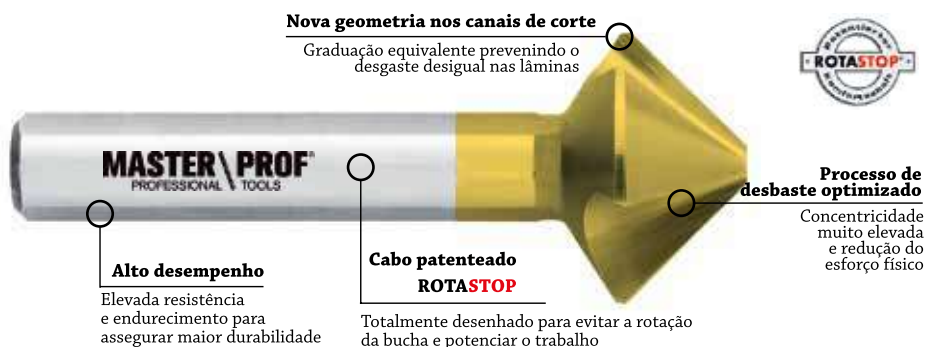 Nova geometria nos canais de corte
Graduação equivalente prevenindo o
desgaste desigual nas lâminas
ROTASTOP
MASTER\PROF®
PROFESSIONAL TOOLS
Processo de
desbaste optimizado
Concentricidade
muito elevada
e redução do
esforço físico
Alto desempenho
Elevada resistência
e endurecimento para
assegurar maior durabilidade
Cabo patenteado
ROTASTOP
Totalmente desenhado para evitar a rotação
da bucha e potenciar o trabalho